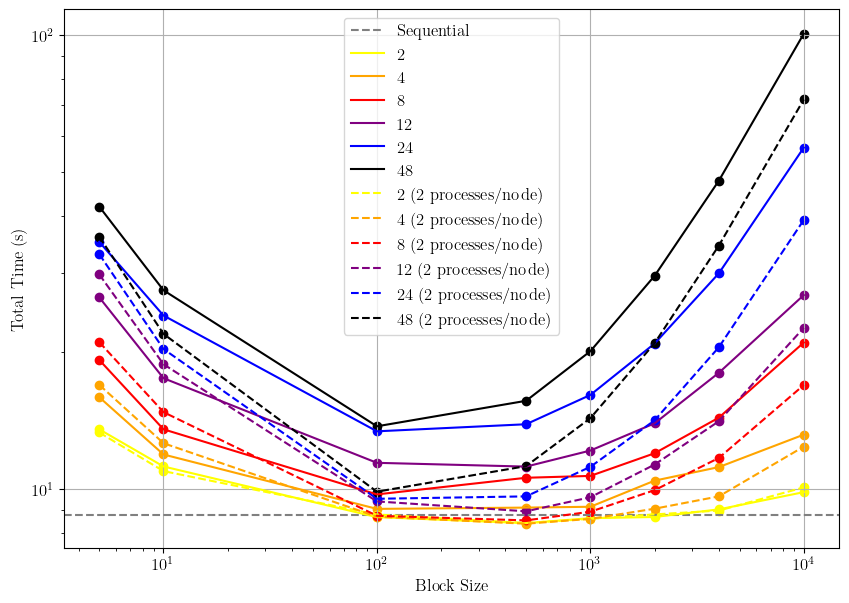 10^2
10^1
Total Time (s)
Sequential
2
4
8
12
24
48
2 (2 processes/node)
4 (2 processes/node)
8 (2 processes/node)
12 (2 processes/node)
24 (2 processes/node)
48 (2 processes/node)
10^1 10^2 10^3 10^4
Block Size